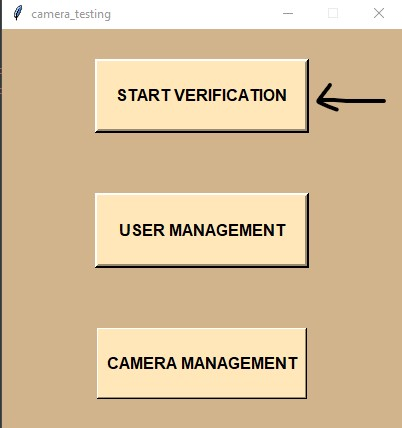 camera_testing
START VERIFICATION
USER MANAGEMENT
CAMERA MANAGEMENT